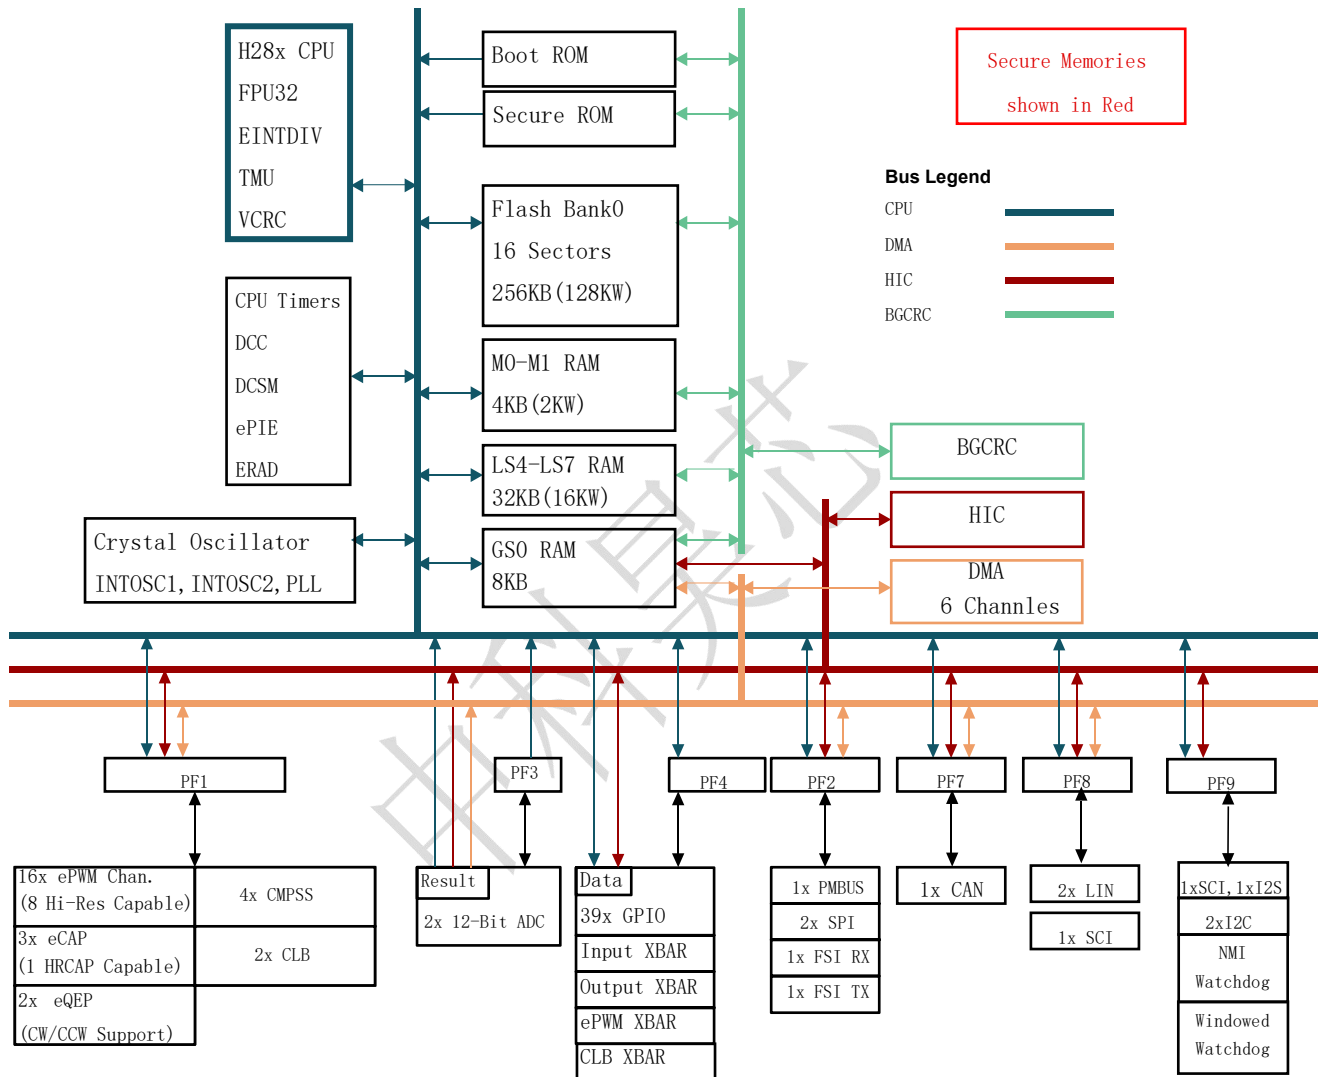 H28x CPU
FPU32
EINTDIV
TMU
VCRC
CPU Timers
DCC
DCSM
ePIE
ERAD
Crystal Oscillator
INTOSC1,INTOSC2,PLL
Boot ROM
Secure ROM
Flash Bank0
16 Sectors
256KB(128KW)
M0-M1 RAM
4KB(2KW)
LS4-LS7 RAM
32KB(16KW)
GS0 RAM
8KB
Secure Memories
shown in Red
Bus Legend
CPU
DMA
HIC
BGCRC
BGCRC
HIC
DMA
6 Channles
PF1
PF3
PF4
PF2
PF7
PF8
PF9
16x ePWM Chan.
(8 Hi-Res Capable)
4x CMPSS
3x eCAP
(1 HRCAP Capable)
2x CLB
2x eQEP
(CW/CCW Support)
Result
2x 12-Bit ADC
Data
39x GPIO
Input XBAR
Output XBAR
ePWM XBAR
CLB XBAR
1x PMBUS
2x SPI
1x FSI RX
1x FSI TX
1x CAN
2x LIN
1x SCI
1xSCI,1xI2S
2xI2C
NMI
Watchdog
Windowed
Watchdog
中科昊芯